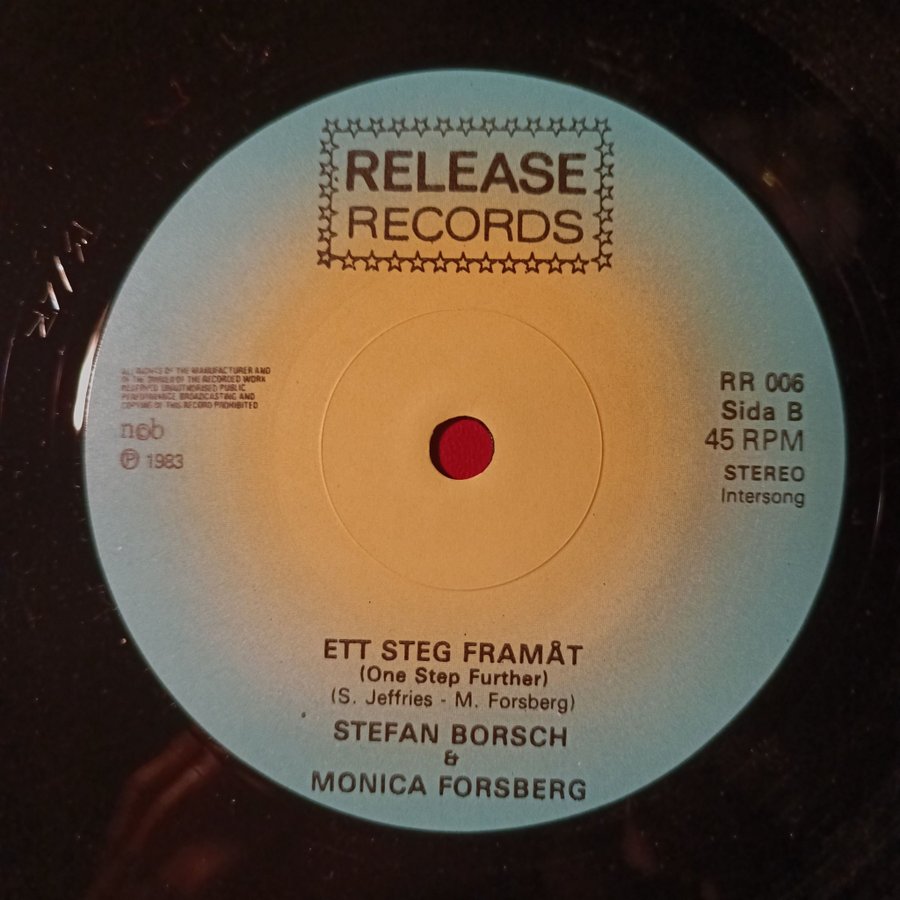 RELEASE
RECORDS
ALL RIGHTS OF THE MANUFACTURER AND
OF THE OWNER OF THE RECORDED WORK
RESERVED UNAUTHORISED PUBLIC
PERFORMANCE BROADCASTING AND
COPYING OF THIS RECORD PROHIBITED
ncb
Ⓟ 1983
RR 006
Sida B
45 RPM
STEREO
Intersong
ETT STEG FRAMÅT
(One Step Further)
(S. Jeffries - M. Forsberg)
STEFAN BORSCH
&
MONICA FORSBERG